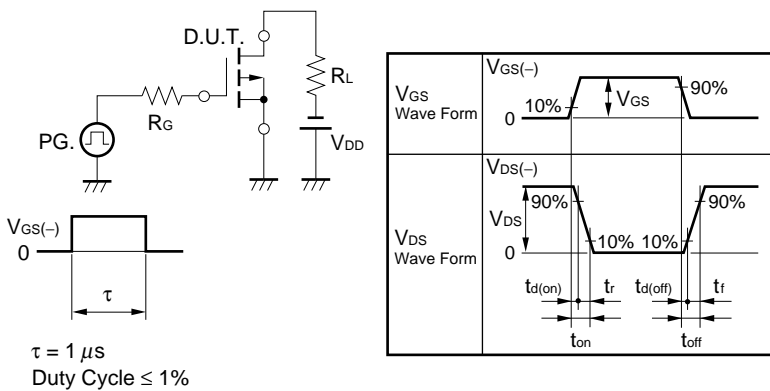 D.U.T.
RL
RG
PG.
VDD
VGS(−)
0
τ
τ = 1 μs
Duty Cycle ≤ 1%
VGS
Wave Form
VGS(−)
10%
VGS
90%
0
VDS
Wave Form
VDS(−)
VDS
90%
90%
10%
10%
0
td(on)
tr
td(off)
tf
ton
toff